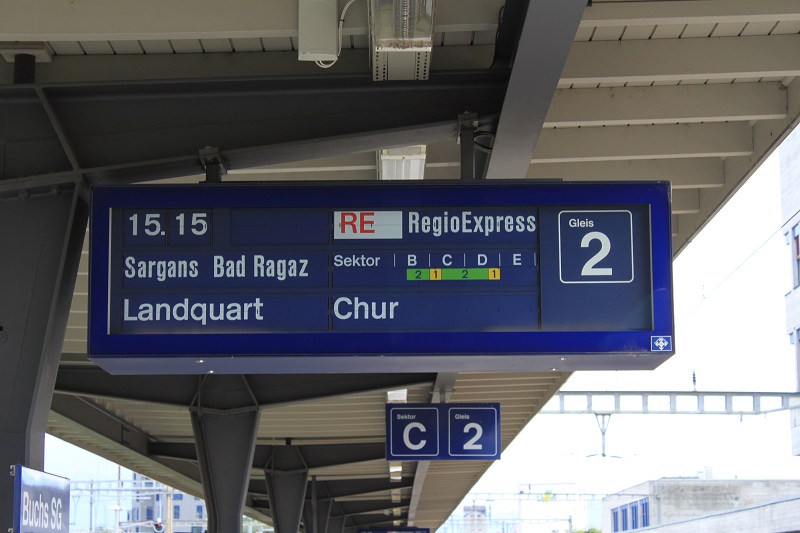 15.15 RE RegioExpress
Gleis
2
Sargans Bad Ragaz Sektor B C D E
2 1 2 1
Landquart Chur
Sektor
C
Gleis
2
Buchs SG